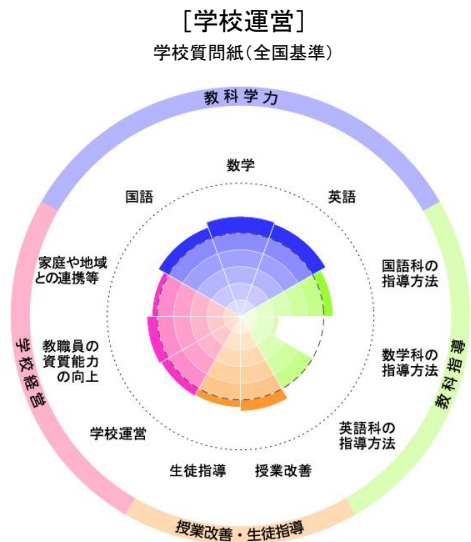 [学校運営]
学校質問紙(全国基準)
教科学力
数学
国語
英語
家庭や地域
との連携等
国語科の
指導方法
教職員の
資質能力
の向上
数学科の
指導方法
学校経営
教科指導
学校運営
英語科の
指導方法
生徒指導
授業改善
授業改善・生徒指導